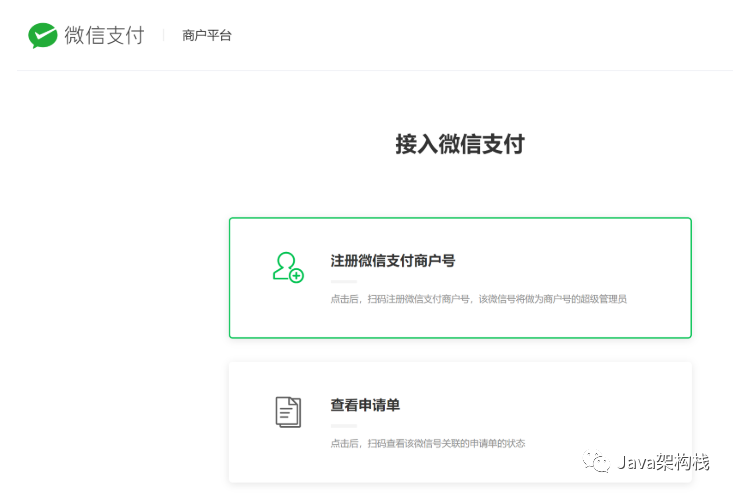 微信支付 商户平台
接入微信支付
注册微信支付商户号
点击后，扫码注册微信支付商户号，该微信号将做为商户号的超级管理员
查看申请单
点击后，扫码查看该微信号关联的申请单的状态
Java架构栈